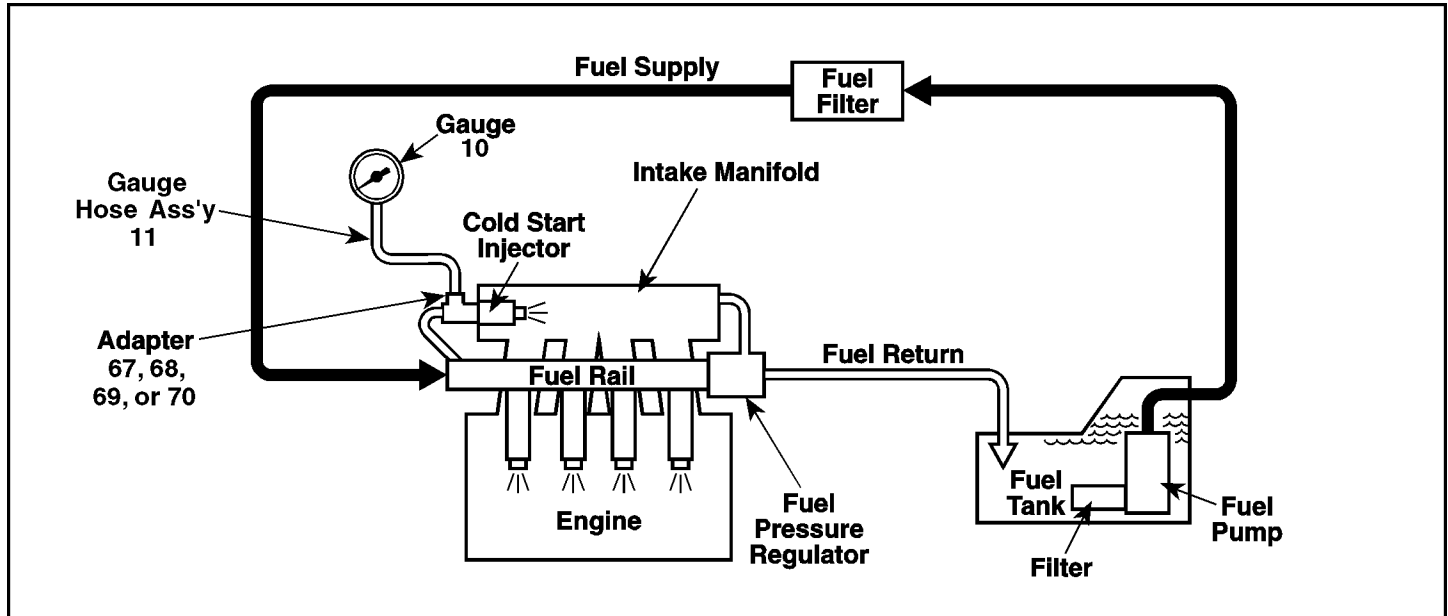 Fuel Supply
Fuel
Filter
Gauge
10
Intake Manifold
Gauge
Hose Ass'y
11
Cold Start
Injector
Adapter
67, 68,
69, or 70
Fuel Rail
Fuel Return
Fuel
Tank
Engine
Fuel
Pressure
Regulator
Fuel
Pump
Filter